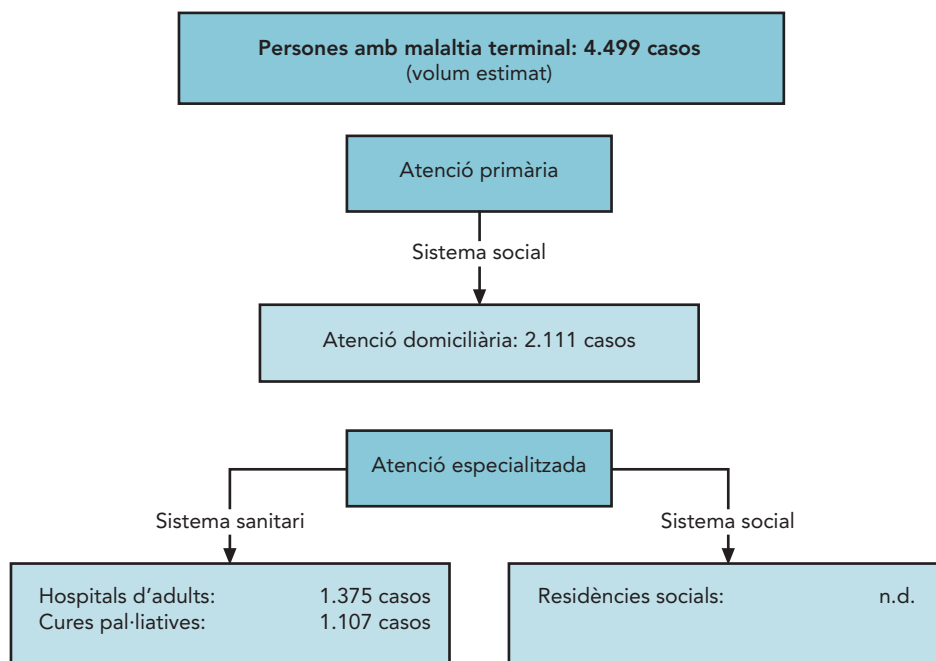 Persones amb malaltia terminal: 4.499 casos
(volum estimat)
Atenció primària
Sistema social
Atenció domiciliària: 2.111 casos
Atenció especialitzada
Sistema sanitari
Sistema social
Hospitals d’adults: 1.375 casos
Cures pal·liatives: 1.107 casos
Residències socials: n.d.